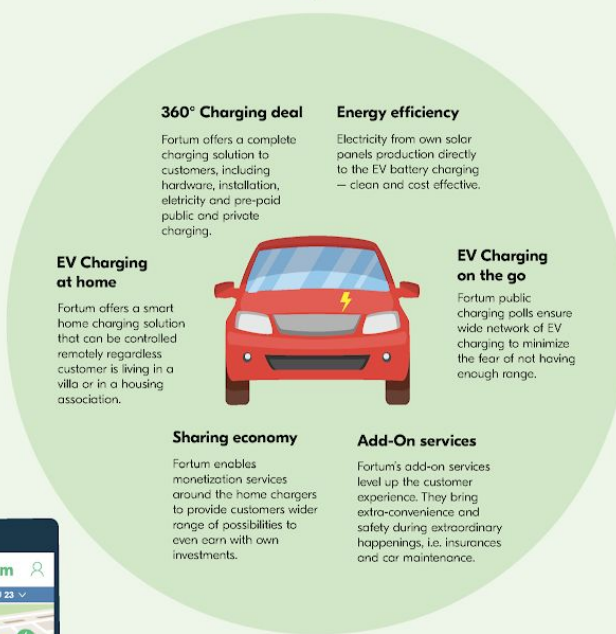 360° Charging deal
Fortum offers a complete
charging solution to
customers, including
hardware, installation,
eletricity and pre-paid
public and private
charging.
Energy efficiency
Electricity from own solar
panels production directly
to the EV battery charging
– clean and cost effective.
EV Charging
at home
Fortum offers a smart
home charging solution
that can be controlled
remotely regardless
customer is living in a
villa or in a housing
association.
EV Charging
on the go
Fortum public
charging polls ensure
wide network of EV
charging to minimize
the fear of not having
enough range.
Sharing economy
Fortum enables
monetization services
around the home chargers
to provide customers wider
range of possibilities to
even earn with own
investments.
Add-On services
Fortum's add-on services
level up the customer
experience. They bring
extra-convenience and
safety during extraordinary
happenings, i.e. insurances
and car maintenance.
m
23